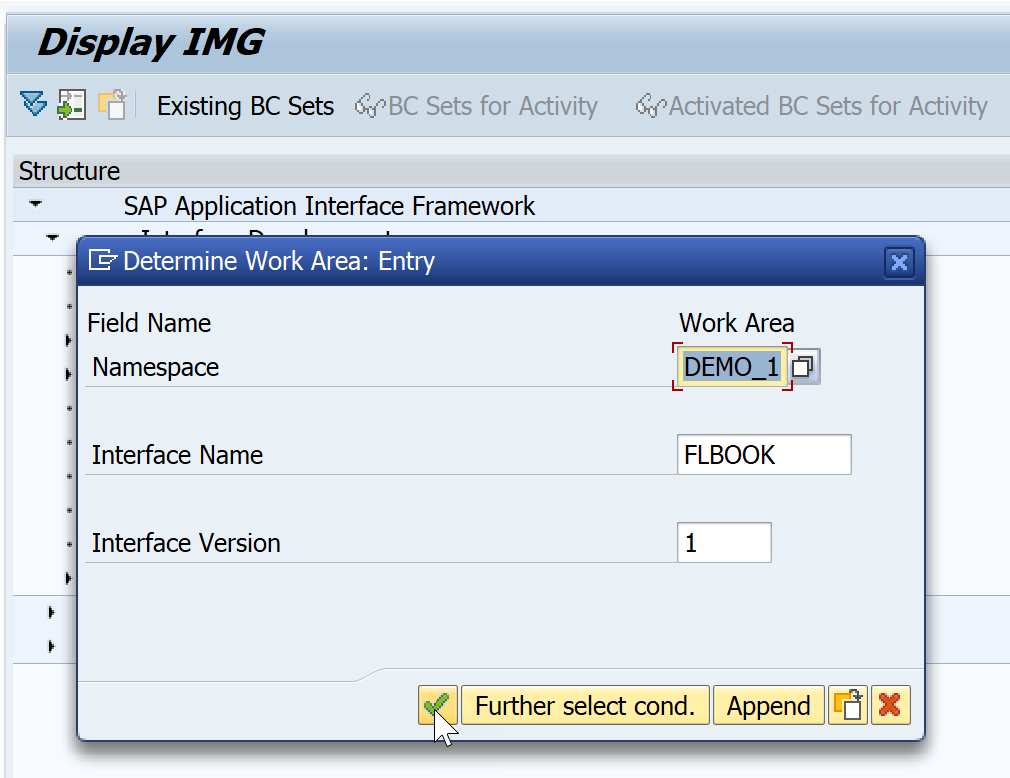 Display IMG
Existing BC Sets BC Sets for Activity Activated BC Sets for Activity
Structure
SAP Application Interface Framework
Determine Work Area: Entry
Field Name Work Area
Namespace DEMO_1
Interface Name FLBOOK
Interface Version 1
Further select cond. Append